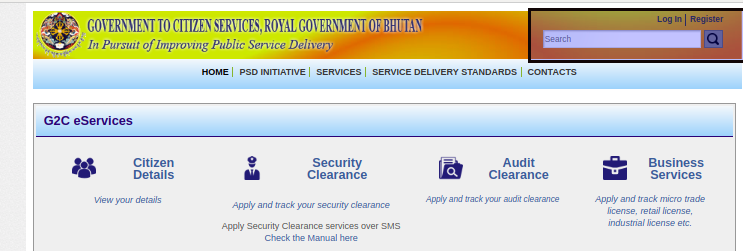 GOVERNMENT TO CITIZEN SERVICES, ROYAL GOVERNMENT OF BHUTAN
In Pursuit of Improving Public Service Delivery
Log In | Register
Search
HOME | PSD INITIATIVE | SERVICES | SERVICE DELIVERY STANDARDS | CONTACTS
G2C eServices
Citizen
Details
View your details
Security
Clearance
Apply and track your security clearance
Apply Security Clearance services over SMS
Check the Manual here
Audit
Clearance
Apply and track your audit clearance
Business
Services
Apply and track micro trade
license, retail license,
industrial license etc.